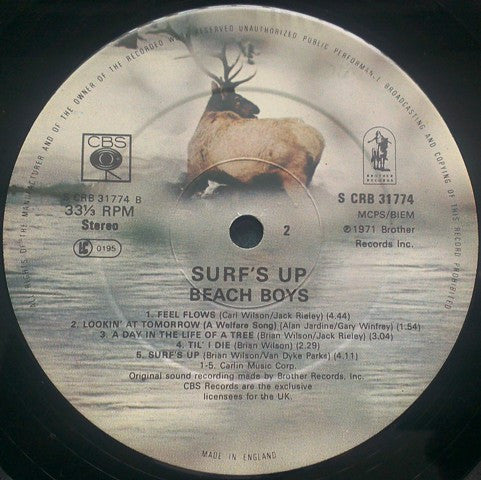 ALL RIGHTS OF THE MANUFACTURER AND OF THE OWNER OF THE RECORDED WORK RESERVED UNAUTHORIZED PUBLIC PERFORMANCE BROADCASTING AND COPYING OF THIS RECORD PROHIBITED
CBS
BROTHER
RECORDS
S CRB 31774 B
33⅓ RPM
Stereo
LC 0195
S CRB 31774
MCPS/BIEM
℗1971 Brother
Records Inc.
2
SURF'S UP
BEACH BOYS
1. FEEL FLOWS (Carl Wilson/Jack Rieley) (4.44)
2. LOOKIN' AT TOMORROW (A Welfare Song) (Alan Jardine/Gary Winfrey) (1.54)
3. A DAY IN THE LIFE OF A TREE (Brian Wilson/Jack Rieley) (3.04)
4. TIL' I DIE (Brian Wilson) (2.29)
5. SURF'S UP (Brian Wilson/Van Dyke Parks) (4.11)
1-5. Carlin Music Corp.
Original sound recording made by Brother Records, Inc.
CBS Records are the exclusive
licensees for the UK.
MADE IN ENGLAND